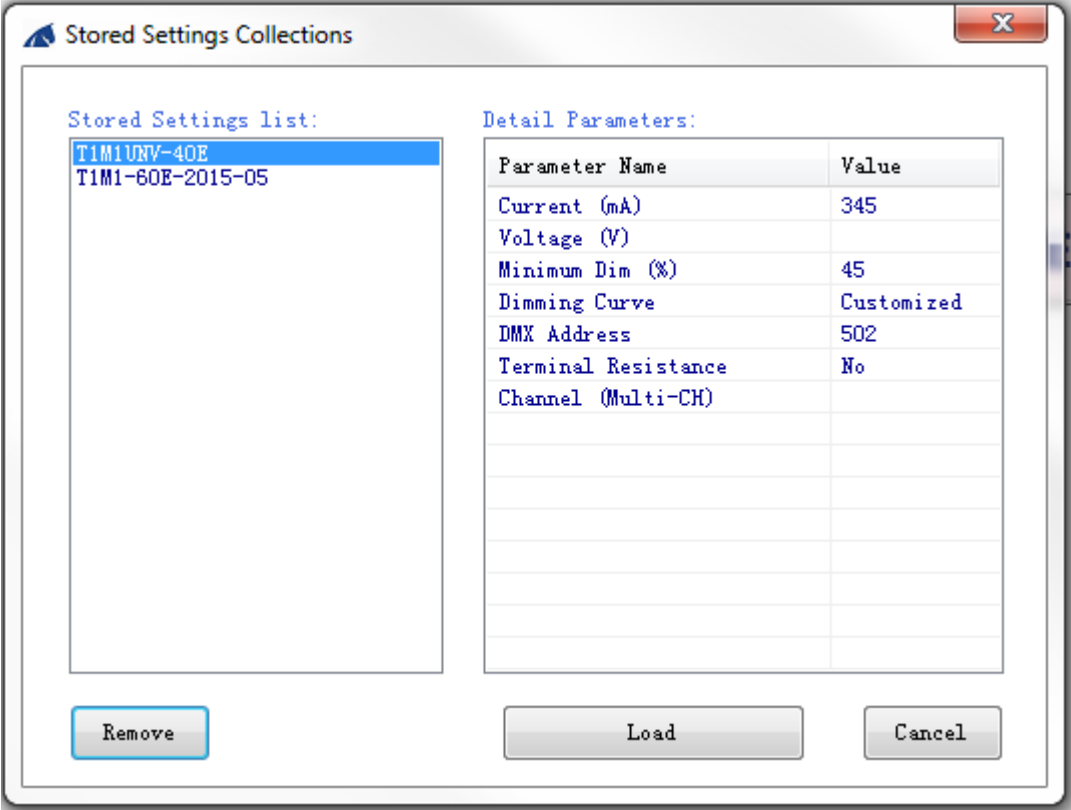 Stored Settings Collections
Stored Settings list:
T1M1UNV-40E
T1M1-60E-2015-05
Detail Parameters:
Parameter Name Value
Current (mA) 345
Voltage (V)
Minimum Dim (%) 45
Dimming Curve Customized
DMX Address 502
Terminal Resistance No
Channel (Multi-CH)
Remove Load Cancel